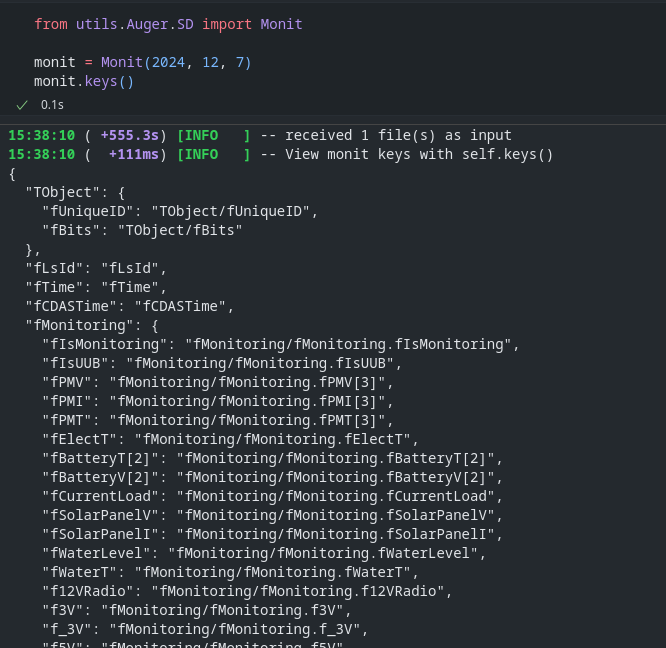 from utils.Auger.SD import Monit
monit = Monit(2024, 12, 7)
monit.keys()
✓ 0.1s
15:38:10 ( +555.3s) [INFO   ] -- received 1 file(s) as input
15:38:10 (  +111ms) [INFO   ] -- View monit keys with self.keys()
{
  "TObject": {
    "fUniqueID": "TObject/fUniqueID",
    "fBits": "TObject/fBits"
  },
  "fLsId": "fLsId",
  "fTime": "fTime",
  "fCDASTime": "fCDASTime",
  "fMonitoring": {
    "fIsMonitoring": "fMonitoring/fMonitoring.fIsMonitoring",
    "fIsUUB": "fMonitoring/fMonitoring.fIsUUB",
    "fPMV": "fMonitoring/fMonitoring.fPMV[3]",
    "fPMI": "fMonitoring/fMonitoring.fPMI[3]",
    "fPMT": "fMonitoring/fMonitoring.fPMT[3]",
    "fElectT": "fMonitoring/fMonitoring.fElectT",
    "fBatteryT[2]": "fMonitoring/fMonitoring.fBatteryT[2]",
    "fBatteryV[2]": "fMonitoring/fMonitoring.fBatteryV[2]",
    "fCurrentLoad": "fMonitoring/fMonitoring.fCurrentLoad",
    "fSolarPanelV": "fMonitoring/fMonitoring.fSolarPanelV",
    "fSolarPanelI": "fMonitoring/fMonitoring.fSolarPanelI",
    "fWaterLevel": "fMonitoring/fMonitoring.fWaterLevel",
    "fWaterT": "fMonitoring/fMonitoring.fWaterT",
    "f12VRadio": "fMonitoring/fMonitoring.f12VRadio",
    "f3V": "fMonitoring/fMonitoring.f3V",
    "f_3V": "fMonitoring/fMonitoring.f_3V",
    "f5V": "fMonitoring/fMonitoring.f5V"